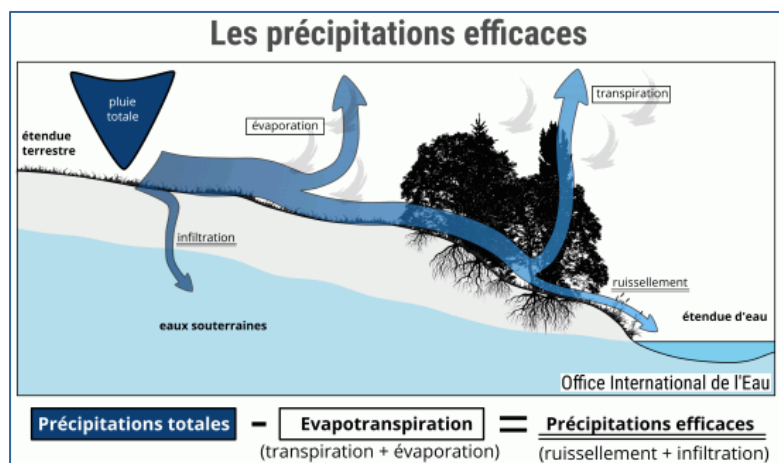 Les précipitations efficaces
pluie
totale
évaporation
transpiration
étendue
terrestre
infiltration
ruissellement
eaux souterraines
étendue d'eau
Office International de l'Eau
Précipitations totales - Evapotranspiration = Précipitations efficaces
(transpiration + évaporation) (ruissellement + infiltration)